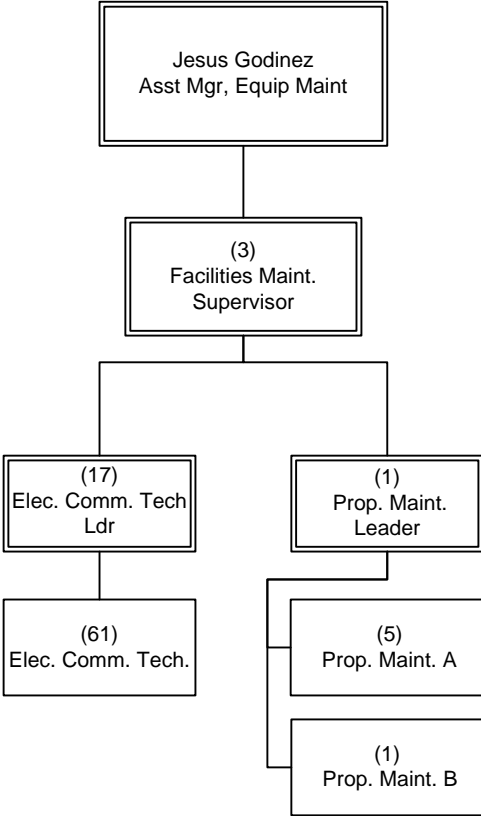 Jesus Godinez
Asst Mgr, Equip Maint
(3)
Facilities Maint.
Supervisor
(17)
Elec. Comm. Tech
Ldr
(1)
Prop. Maint.
Leader
(61)
Elec. Comm. Tech.
(5)
Prop. Maint. A
(1)
Prop. Maint. B